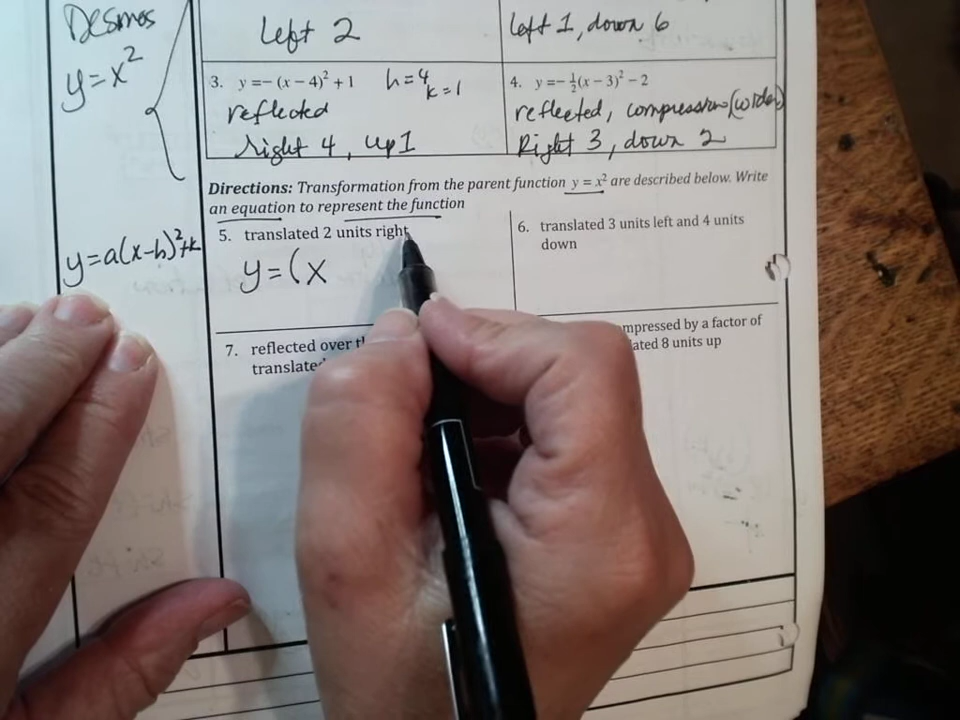 Desmos
y=x²
left 2
left 1, down 6
3. y =– (x – 4)² + 1 h=4 k=1
reflected
right 4, up 1
4. y =– ½(x – 3)² – 2
reflected, compression (wider)
Right 3, down 2
Directions: Transformation from the parent function y = x² are described below. Write
an equation to represent the function
y=a(x-h)²+k
5. translated 2 units right
y=(x
6. translated 3 units left and 4 units
down
7. reflected over
translated
mpressed by a factor of
ated 8 units up